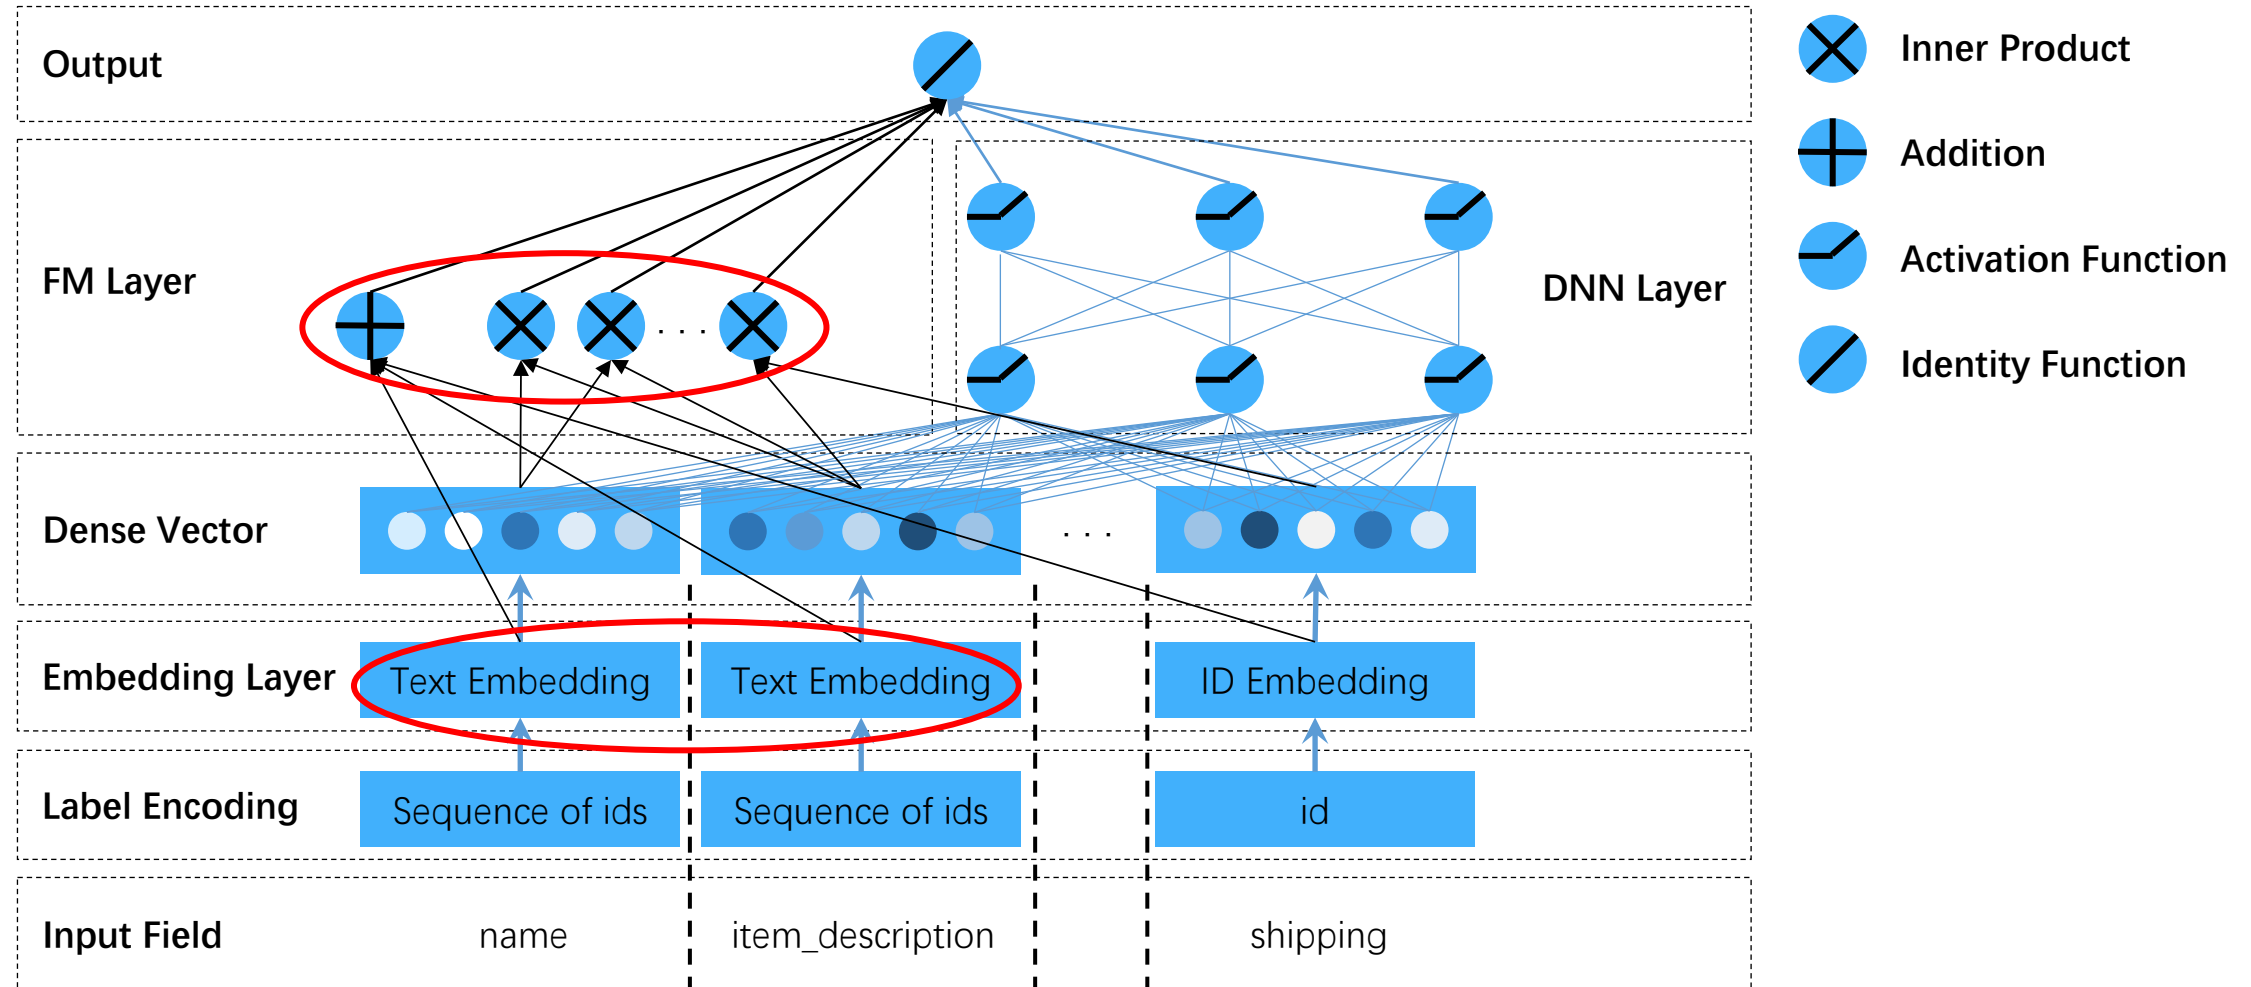 Output
Inner Product
Addition
Activation Function
Identity Function
FM Layer
. . .
DNN Layer
Dense Vector
. . .
Embedding Layer
Text Embedding
Text Embedding
ID Embedding
Label Encoding
Sequence of ids
Sequence of ids
id
Input Field
name
item_description
shipping